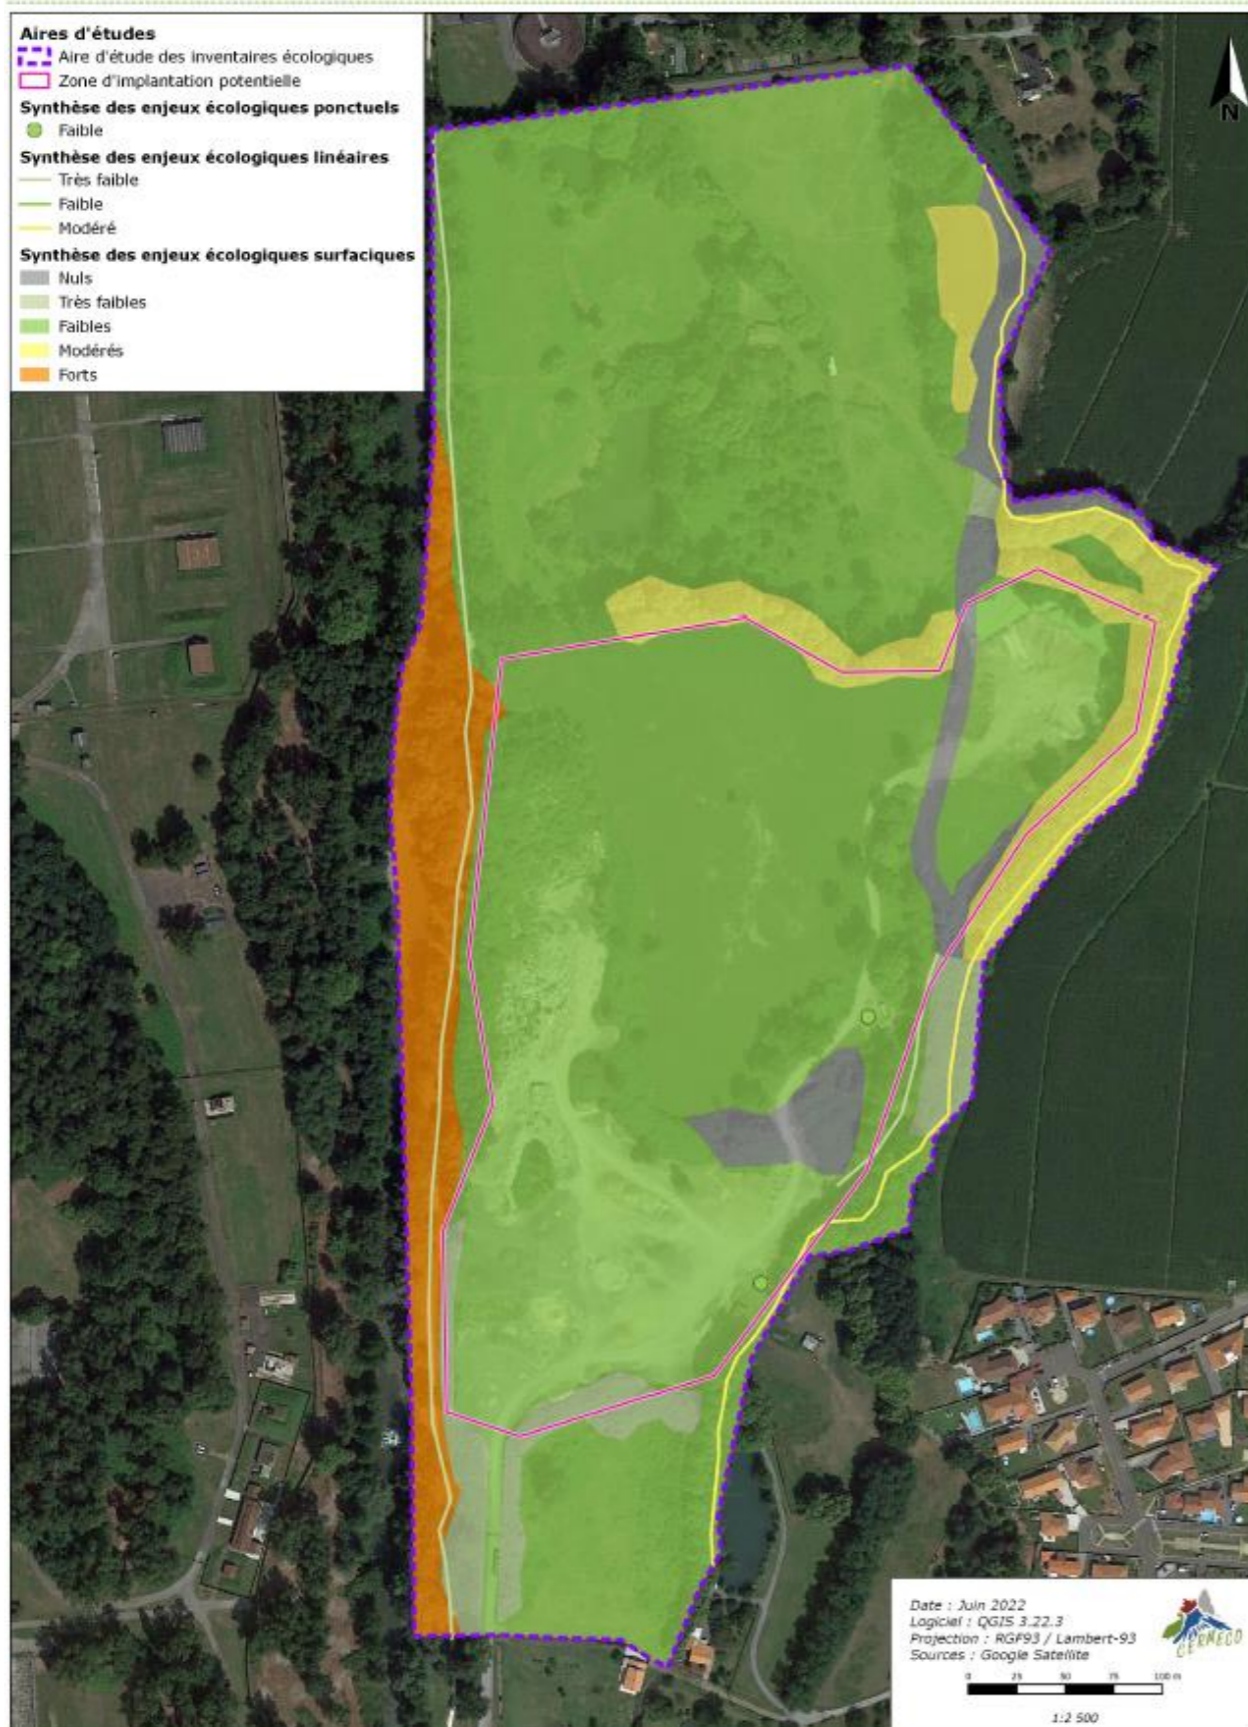 Aires d'études
Aire d'étude des inventaires écologiques
Zone d'implantation potentielle
Synthèse des enjeux écologiques ponctuels
Faible
Synthèse des enjeux écologiques linéaires
Très faible
Faible
Modéré
Synthèse des enjeux écologiques surfaciques
Nuls
Très faibles
Faibles
Modérés
Forts
N
Date : Juin 2022
Logiciel : QGIS 3.22.3
Projection : RGF93 / Lambert-93
Sources : Google Satellite
CERMECO
0 25 50 75 100 m
1:2 500